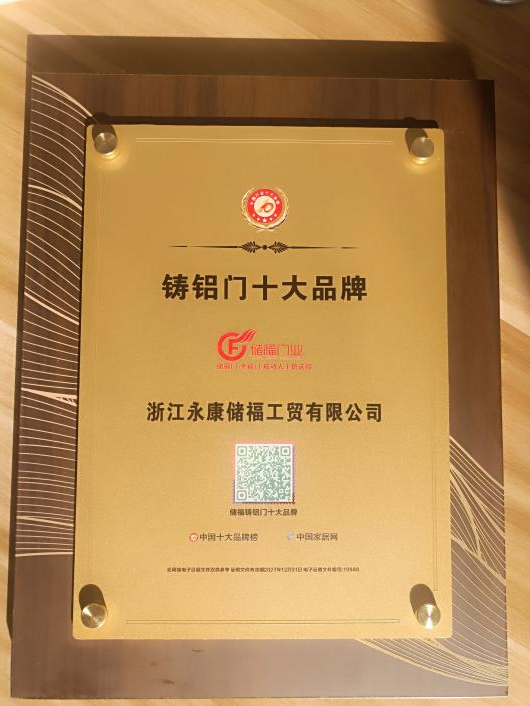 铸铝门十大品牌
储福门业
浙江永康储福工贸有限公司
储福铸铝门十大品牌
中国十大品牌榜 中国家居网